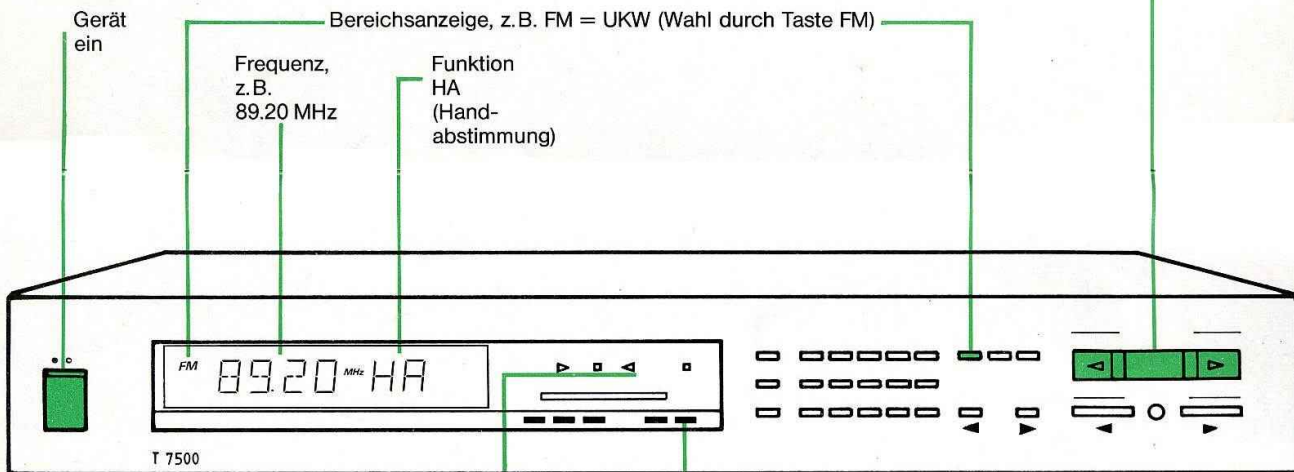 Gerät
ein
Bereichsanzeige, z.B. FM = UKW (Wahl durch Taste FM)
Frequenz,
z.B.
89.20 MHz
Funktion
HA
(Hand-
abstimmung)
FM 89.20 MHz HA
T 7500